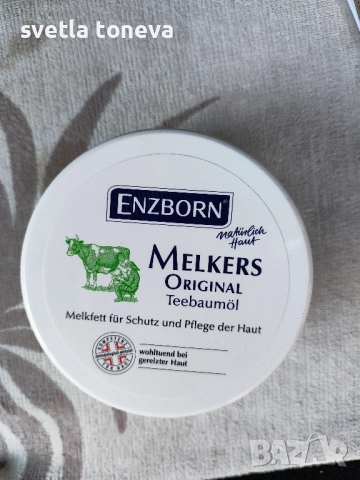 svetla toneva
ENZBORN®
natürlich
Haut
MELKERS
ORIGINAL
Teebaumöl
Melkfett für Schutz und Pflege der Haut
wohltuend bei
gereizter Haut
BAZAR